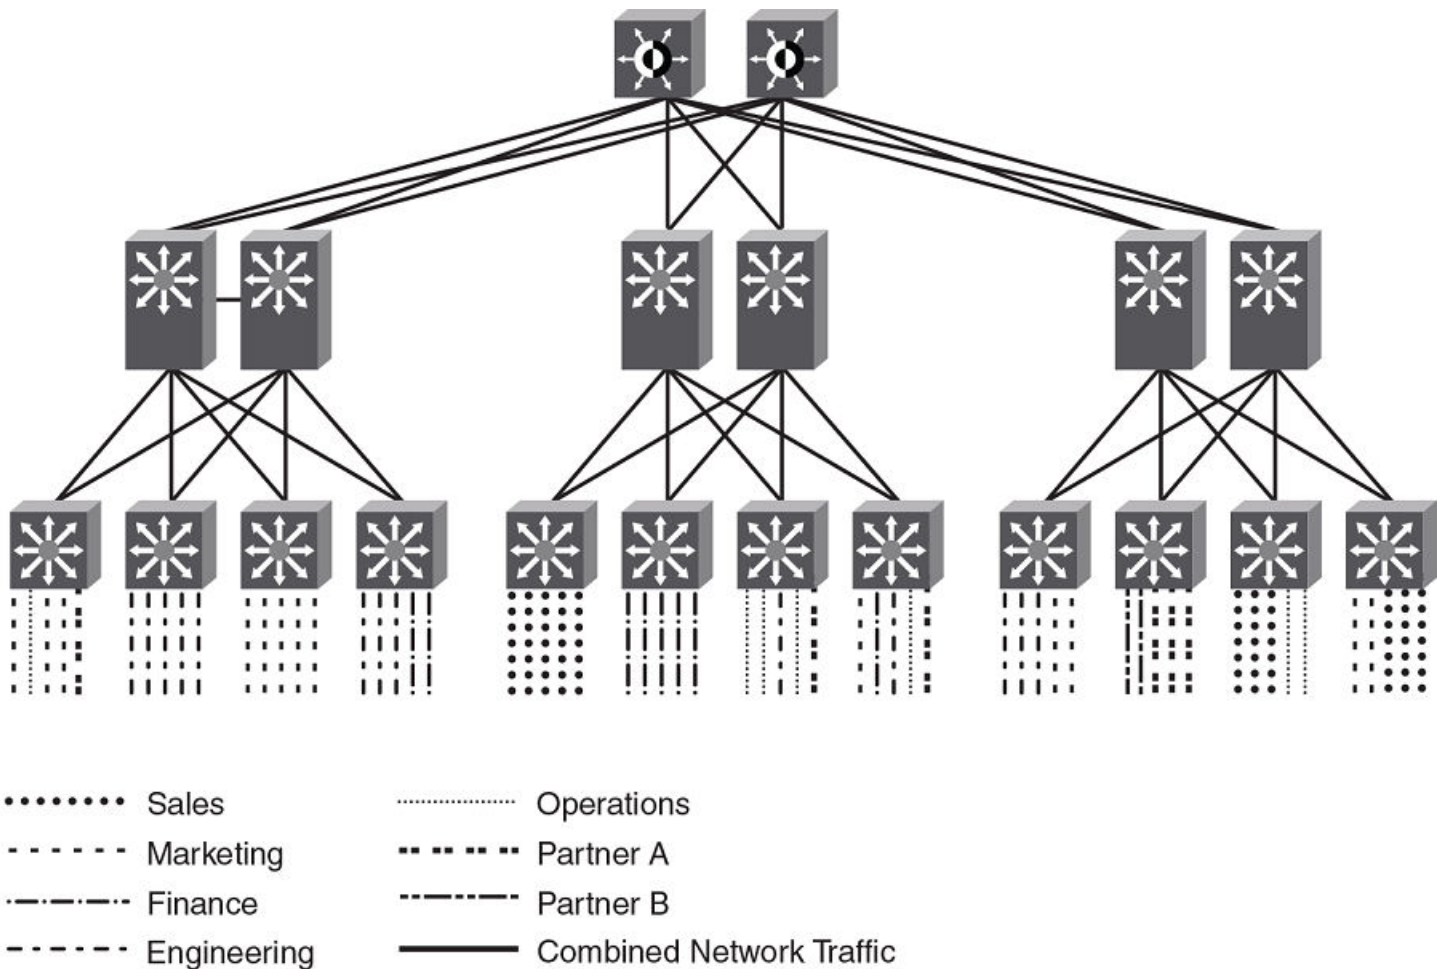 Sales
Operations
Marketing
Partner A
Finance
Partner B
Engineering
Combined Network Traffic